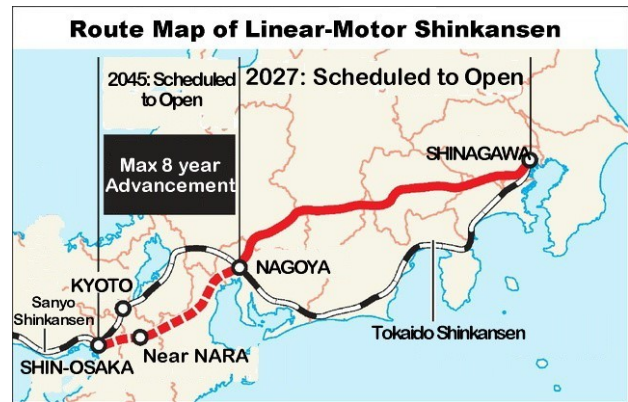 Route Map of Linear-Motor Shinkansen
2045: Scheduled
to Open
2027: Scheduled to Open
Max 8 year
Advancement
SHINAGAWA
NAGOYA
KYOTO
Sanyo
Shinkansen
Tokaido Shinkansen
Near NARA
SHIN-OSAKA